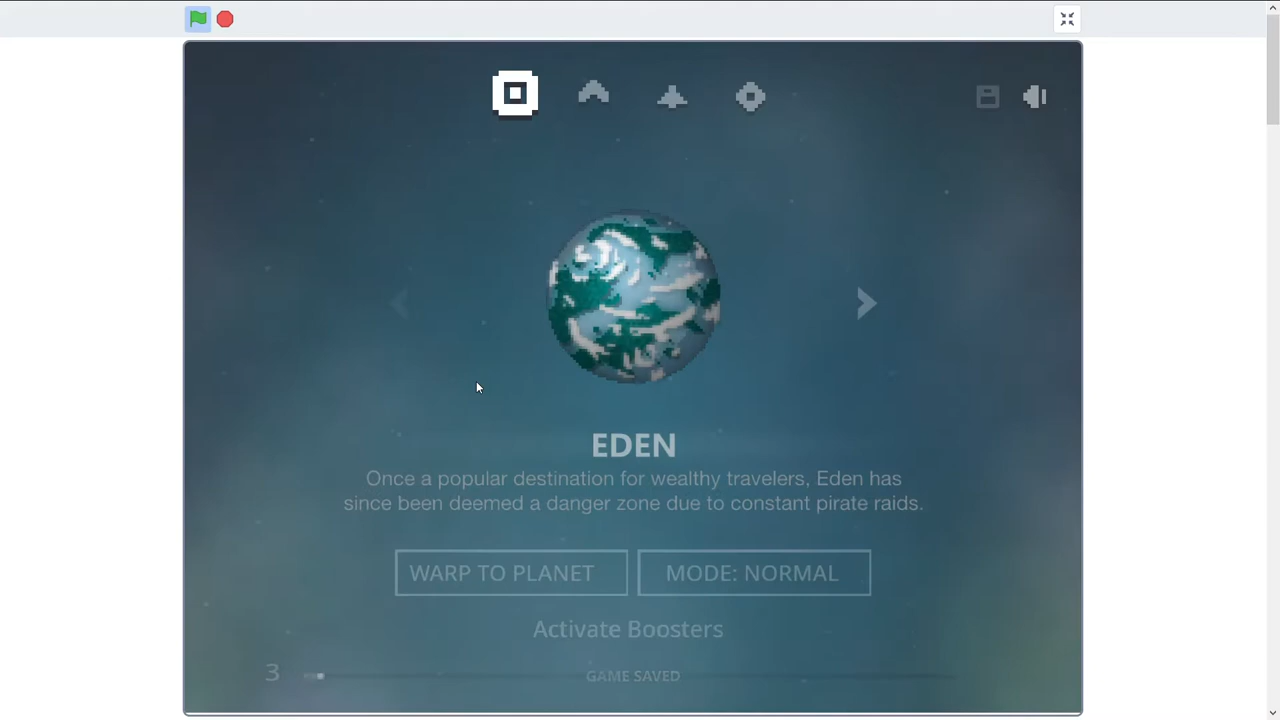 EDEN
Once a popular destination for wealthy travelers, Eden has
since been deemed a danger zone due to constant pirate raids.
WARP TO PLANET
MODE: NORMAL
Activate Boosters
3
GAME SAVED